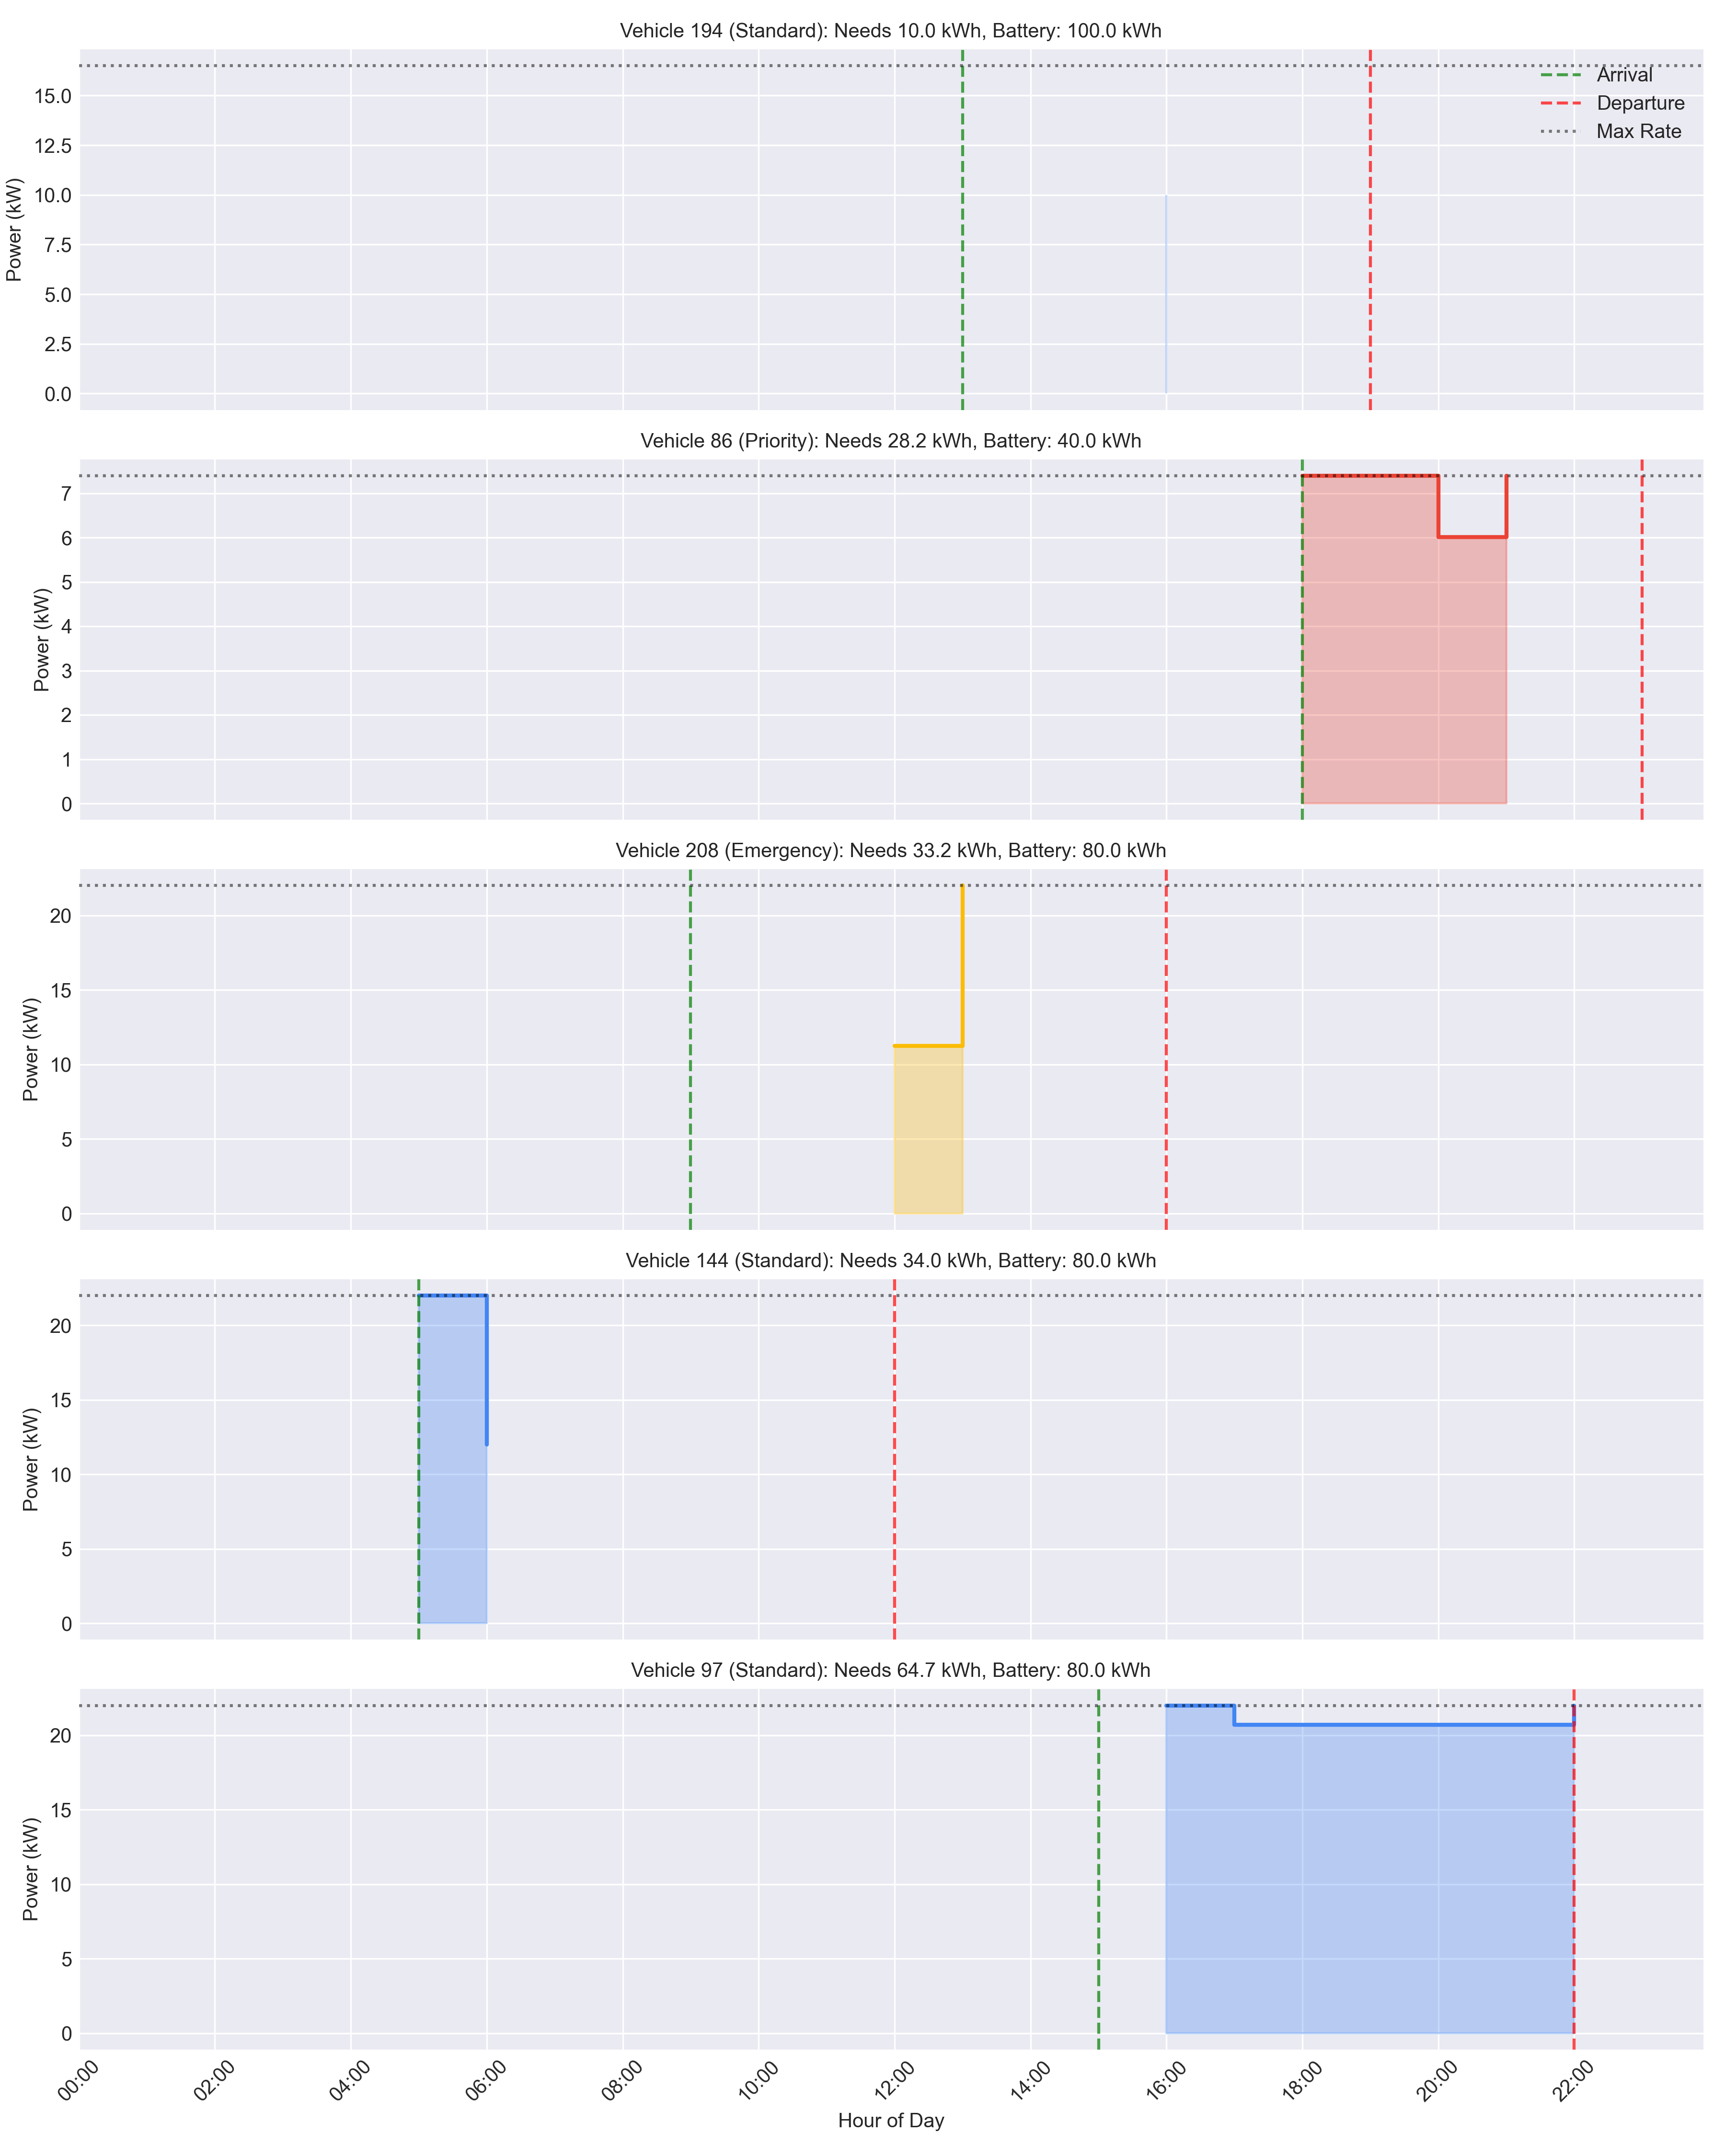 Vehicle 194 (Standard): Needs 10.0 kWh, Battery: 100.0 kWh
Arrival
Departure
Max Rate
15.0
12.5
10.0
7.5
5.0
2.5
0.0
Power (kW)
Vehicle 86 (Priority): Needs 28.2 kWh, Battery: 40.0 kWh
7
6
5
4
3
2
1
0
Power (kW)
Vehicle 208 (Emergency): Needs 33.2 kWh, Battery: 80.0 kWh
20
15
10
5
0
Power (kW)
Vehicle 144 (Standard): Needs 34.0 kWh, Battery: 80.0 kWh
20
15
10
5
0
Power (kW)
Vehicle 97 (Standard): Needs 64.7 kWh, Battery: 80.0 kWh
20
15
10
5
0
Power (kW)
00:00 02:00 04:00 06:00 08:00 10:00 12:00 14:00 16:00 18:00 20:00 22:00
Hour of Day